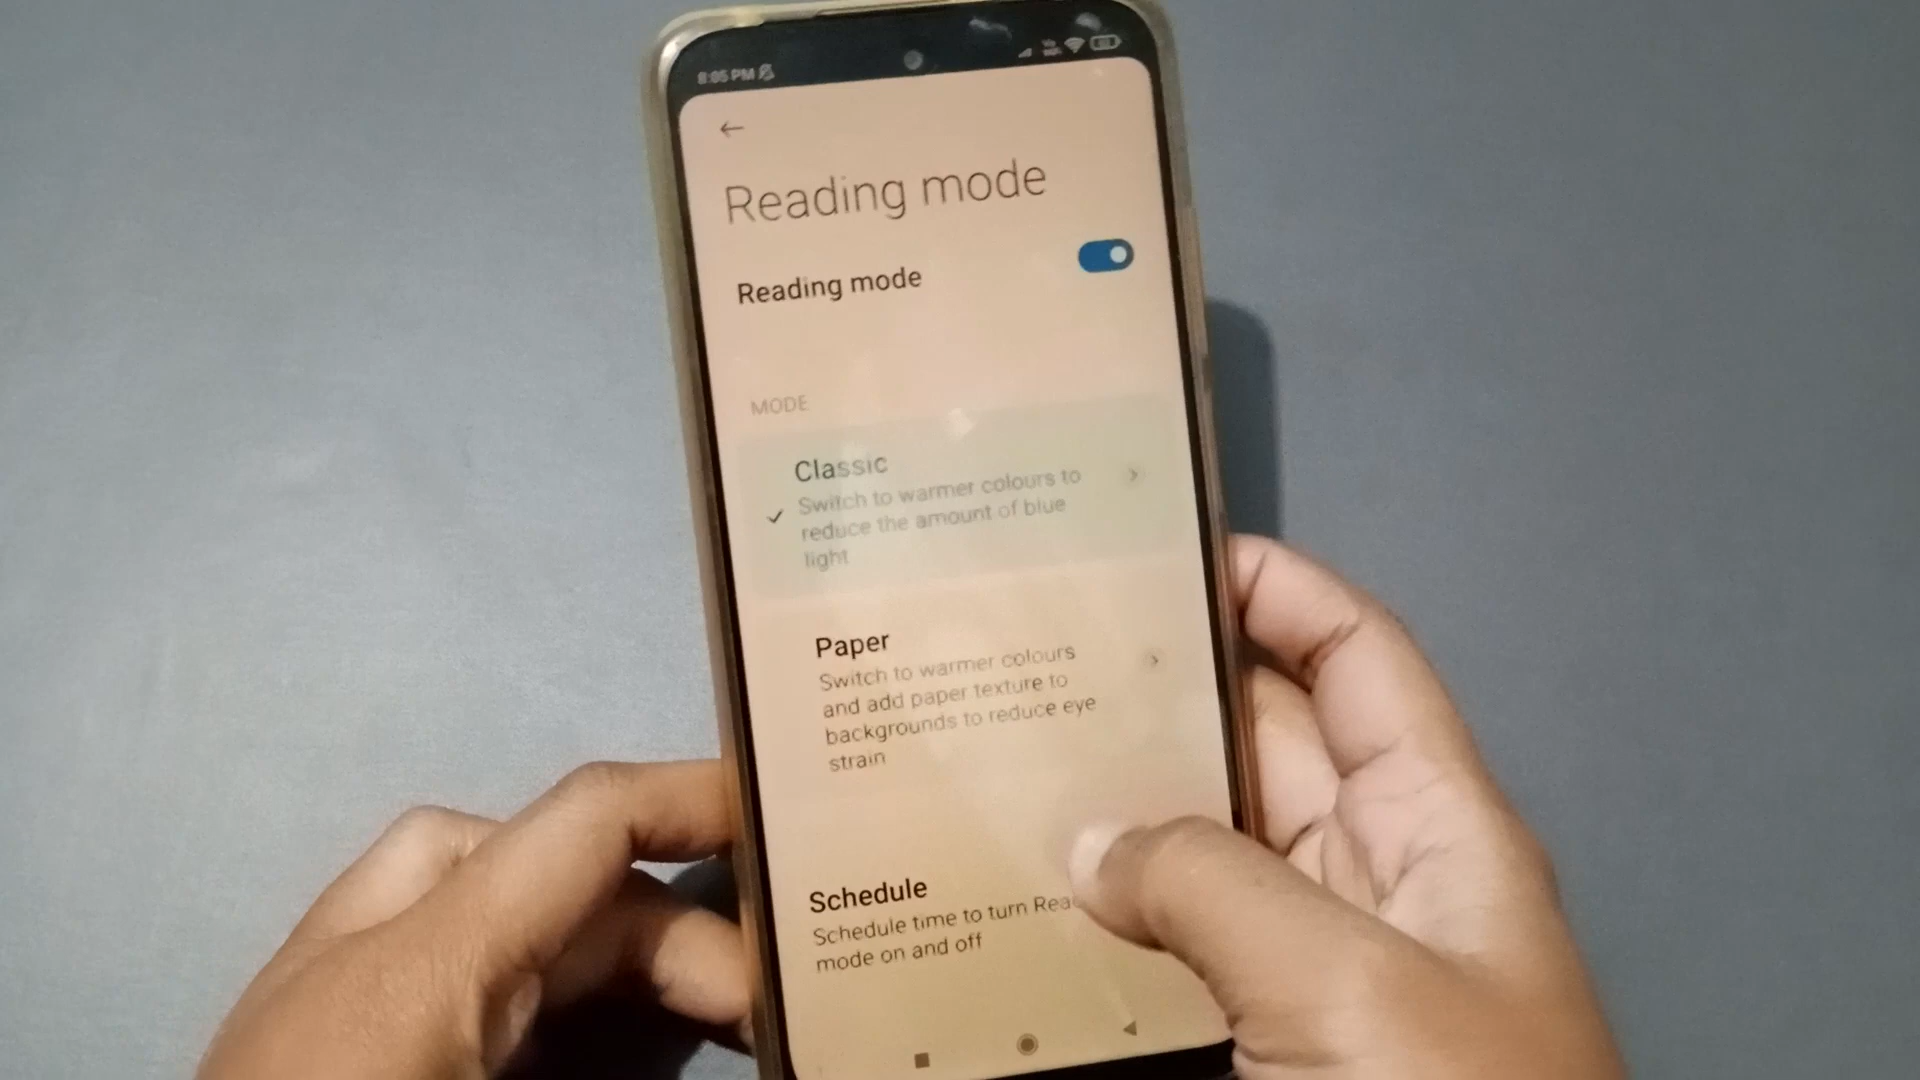 8:05 PM
Reading mode
Reading mode
MODE
Classic
Switch to warmer colours to
reduce the amount of blue
light
Paper
Switch to warmer colours
and add paper texture to
backgrounds to reduce eye
strain
Schedule
Schedule time to turn
mode on and off